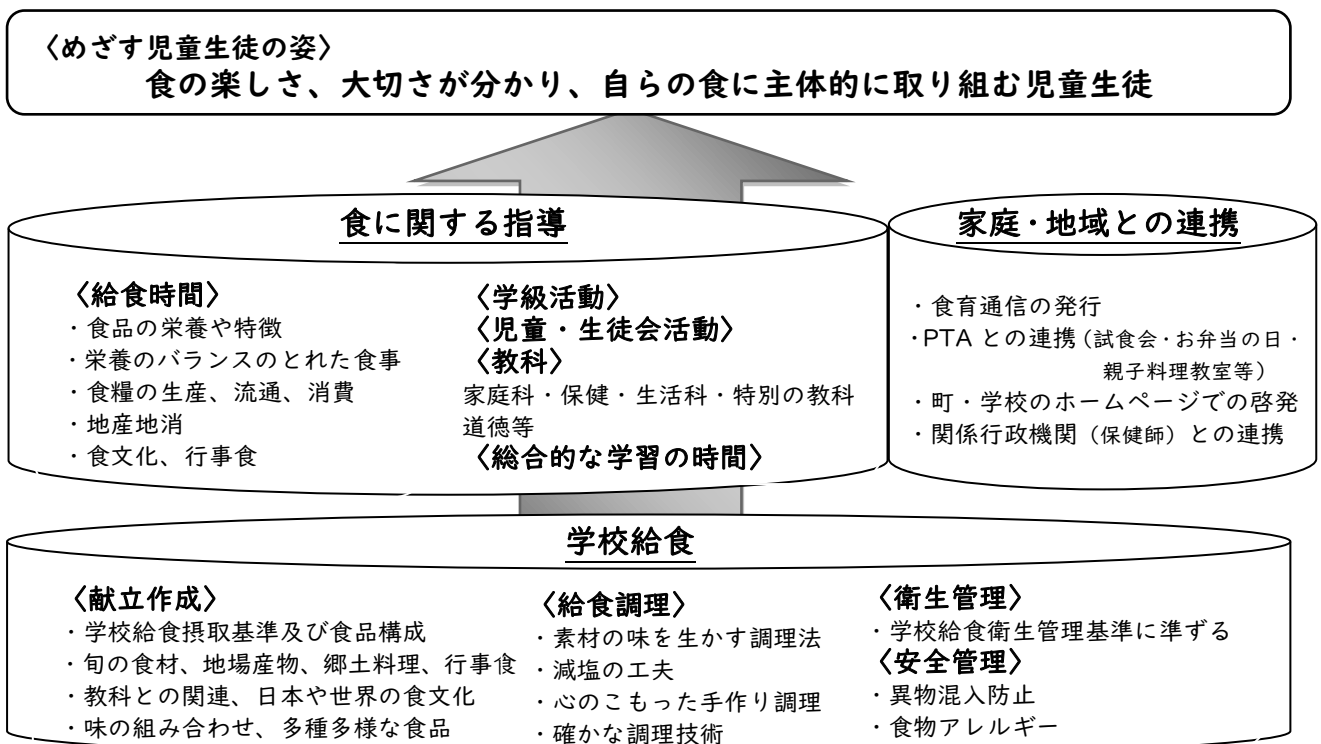 〈めざす児童生徒の姿〉
食の楽しさ、大切さが分かり、自らの食に主体的に取り組む児童生徒
食に関する指導
〈給食時間〉
・食品の栄養や特徴
・栄養のバランスのとれた食事
・食糧の生産、流通、消費
・地産地消
・食文化、行事食
〈学級活動〉
〈児童・生徒会活動〉
〈教科〉
家庭科・保健・生活科・特別の教科
道徳等
〈総合的な学習の時間〉
家庭・地域との連携
・食育通信の発行
・PTA との連携（試食会・お弁当の日・
親子料理教室等）
・町・学校のホームページでの啓発
・関係行政機関（保健師）との連携
学校給食
〈献立作成〉
・学校給食摂取基準及び食品構成
・旬の食材、地場産物、郷土料理、行事食
・教科との関連、日本や世界の食文化
・味の組み合わせ、多種多様な食品
〈給食調理〉
・素材の味を生かす調理法
・減塩の工夫
・心のこもった手作り調理
・確かな調理技術
〈衛生管理〉
・学校給食衛生管理基準に準ずる
〈安全管理〉
・異物混入防止
・食物アレルギー